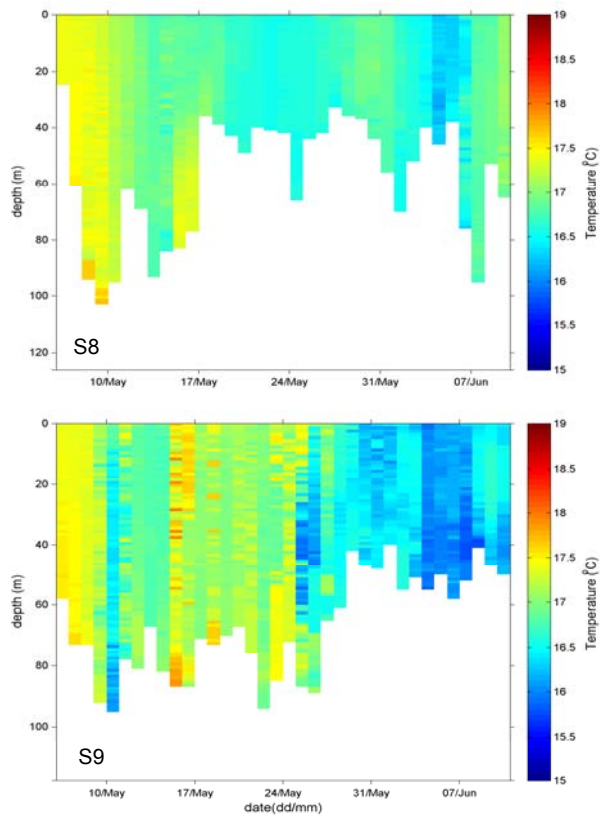 0
20
40
60
80
100
120
depth (m)
S8
10/May
17/May
24/May
31/May
07/Jun
19
18.5
18
17.5
17
16.5
16
15.5
15
Temperature (°C)
0
20
40
60
80
100
depth (m)
S9
10/May
17/May
24/May
31/May
07/Jun
date(dd/mm)
19
18.5
18
17.5
17
16.5
16
15.5
15
Temperature (°C)